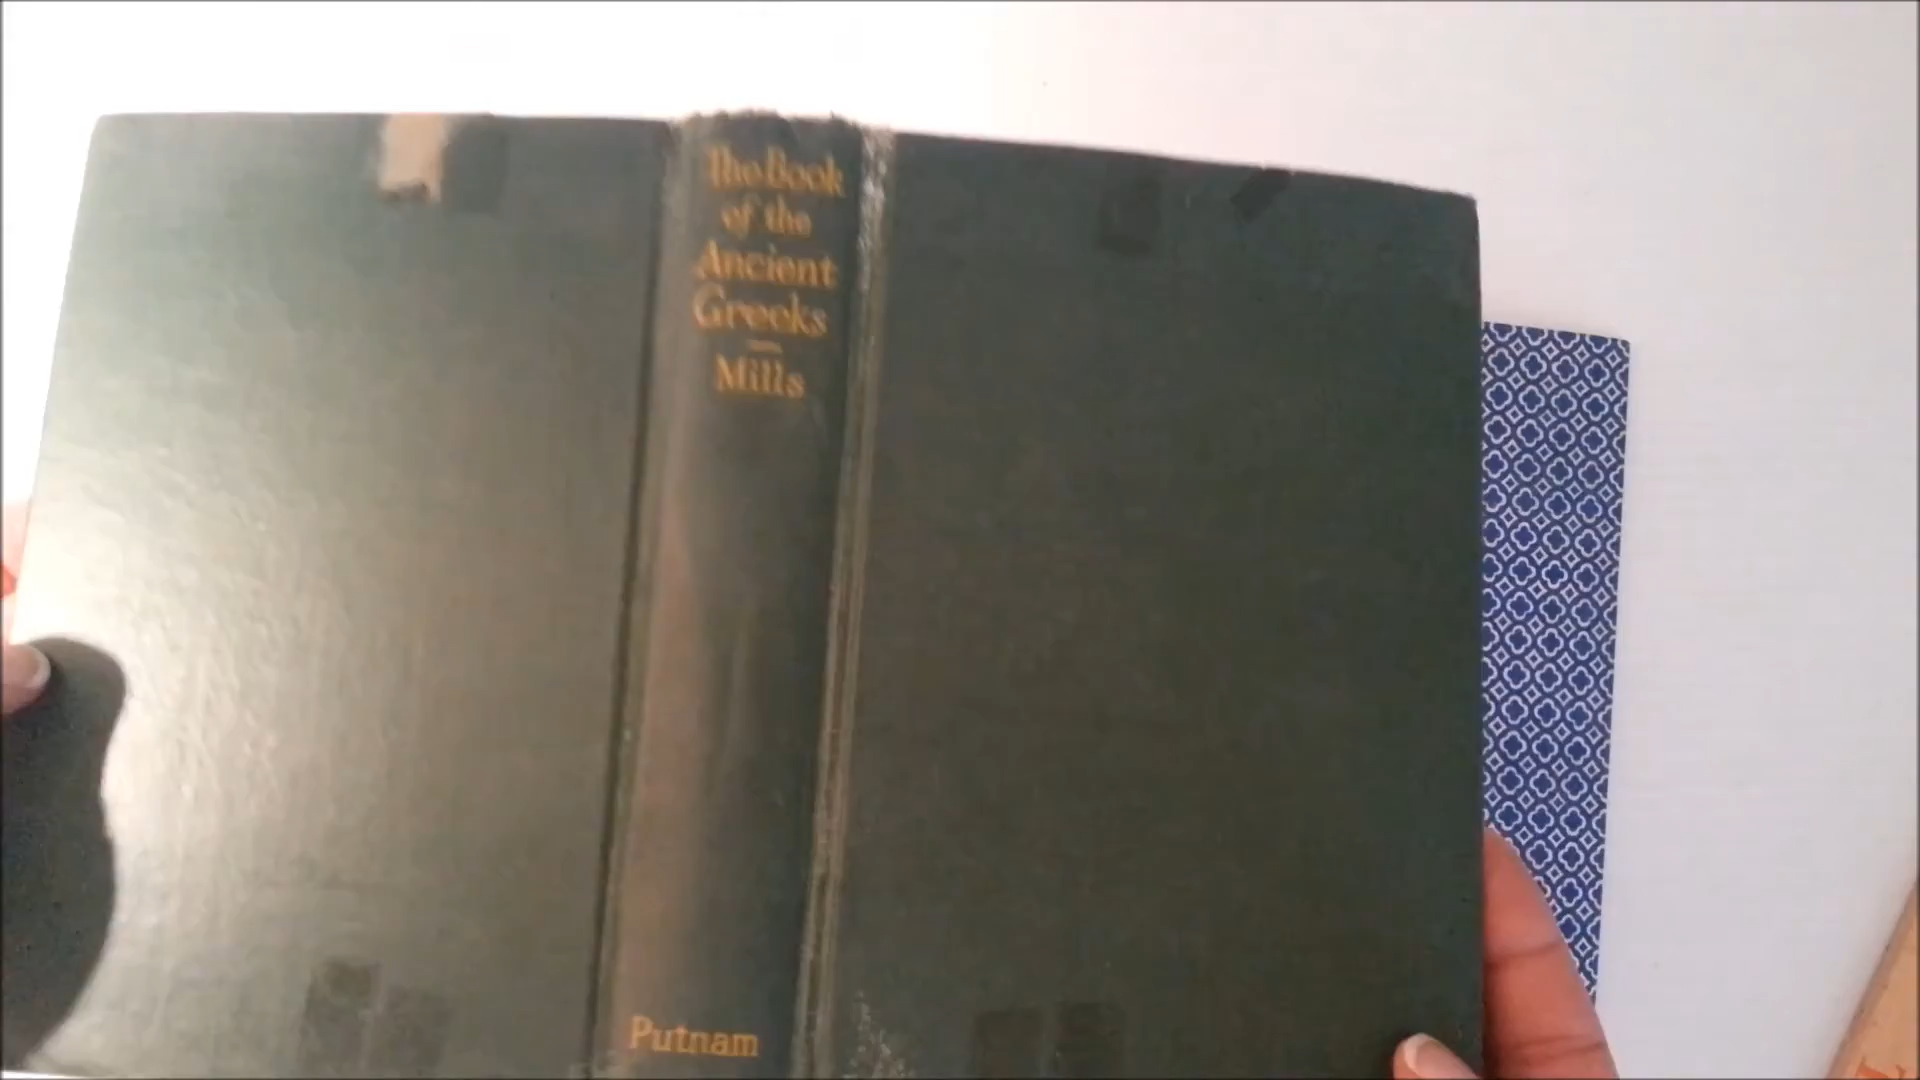 The Book
of the
Ancient
Greeks
Mills
Putnam